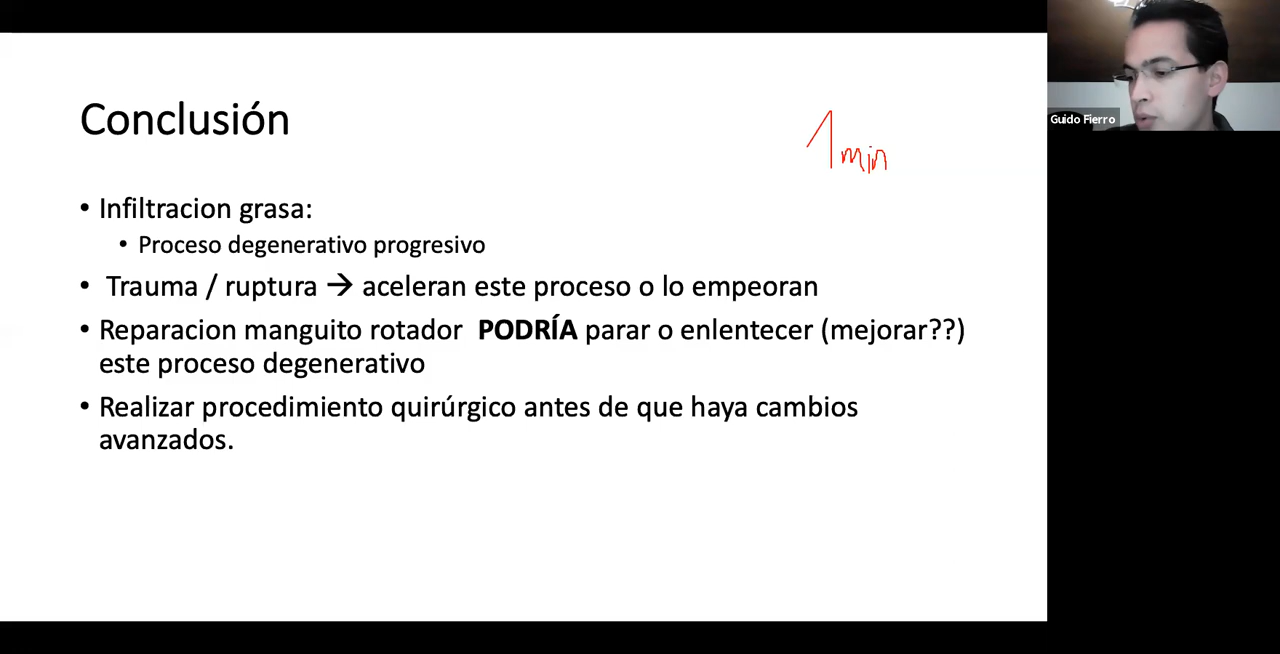 Conclusión
1 min
Guido Fierro
• Infiltracion grasa:
• Proceso degenerativo progresivo
• Trauma / ruptura → aceleran este proceso o lo empeoran
• Reparacion manguito rotador PODRÍA parar o enlentecer (mejorar??)
este proceso degenerativo
• Realizar procedimiento quirúrgico antes de que haya cambios
avanzados.